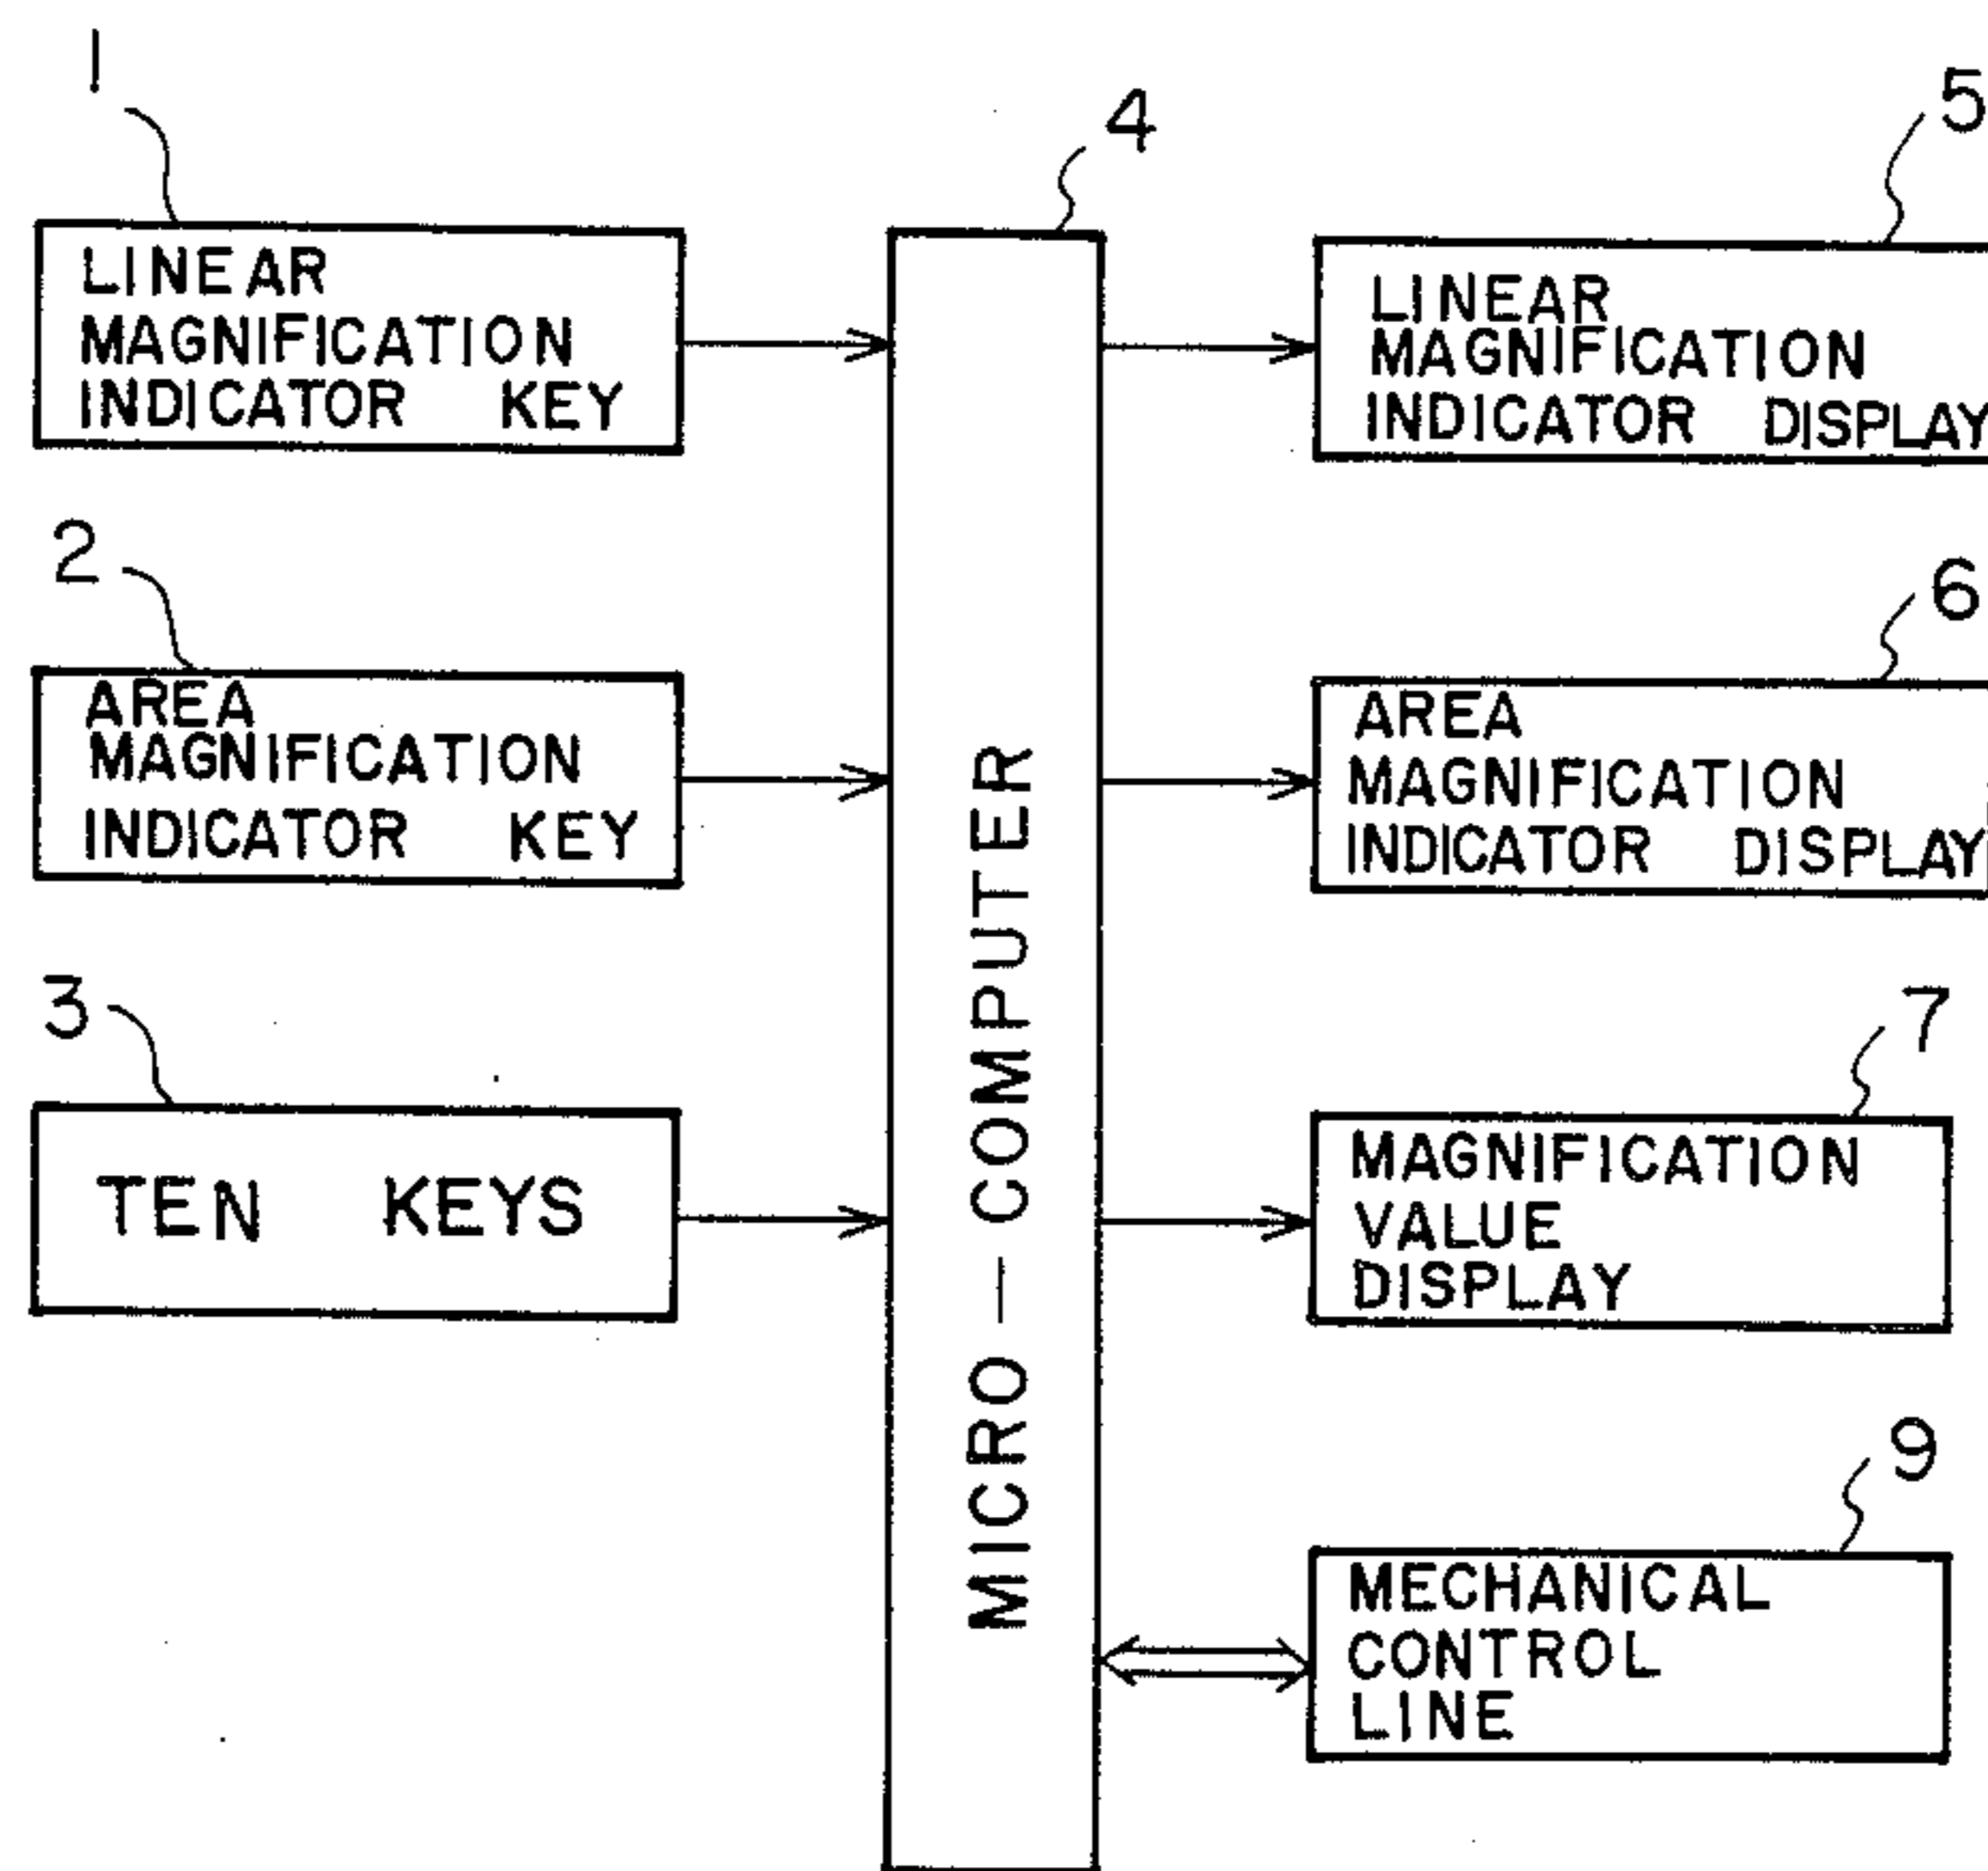 1
LINEAR
MAGNIFICATION
INDICATOR KEY
2
AREA
MAGNIFICATION
INDICATOR KEY
3
TEN KEYS
4
MICRO-COMPUTER
5
LINEAR
MAGNIFICATION
INDICATOR DISPLAY
6
AREA
MAGNIFICATION
INDICATOR DISPLAY
7
MAGNIFICATION
VALUE
DISPLAY
9
MECHANICAL
CONTROL
LINE